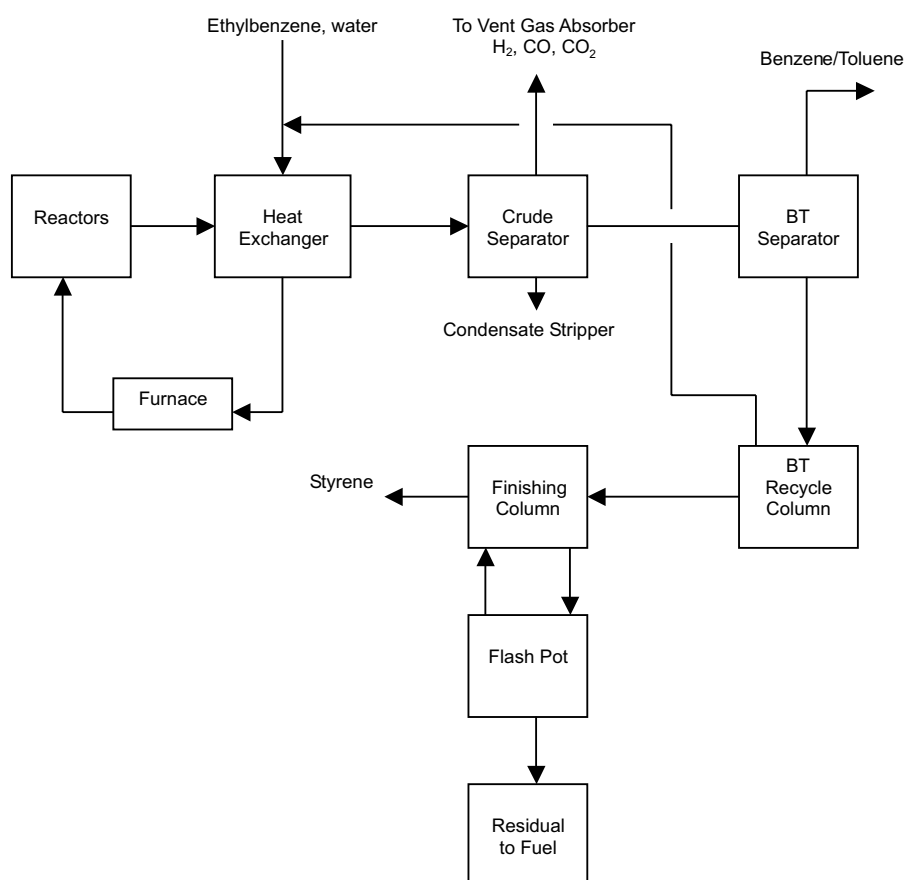 Ethylbenzene, water
To Vent Gas Absorber
H₂, CO, CO₂
Benzene/Toluene
Reactors
Heat
Exchanger
Crude
Separator
BT
Separator
Condensate Stripper
Furnace
Styrene
Finishing
Column
BT
Recycle
Column
Flash Pot
Residual
to Fuel